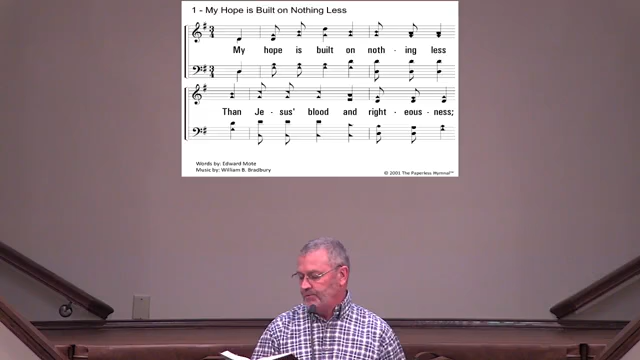 1 - My Hope is Built on Nothing Less
My hope is built on noth - ing less
Than Je - sus' blood and right - eous - ness;
Words by: Edward Mote
Music by: William B. Bradbury
© 2001 The Paperless Hymnal™